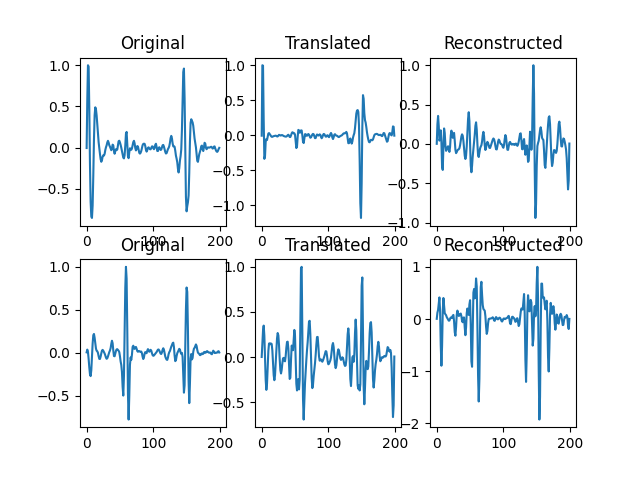 Original Translated Reconstructed
1.0 1.0 1.0
0.5 0.5 0.5
0.0 0.0 0.0
−0.5 −0.5 −0.5
−1.0 −1.0
0 100 200 0 100 200 0 100 200
Original Translated Reconstructed
1.0 1.0 1
0.5 0.5 0
0.0 0.0 −1
−0.5 −0.5 −2
0 100 200 0 100 200 0 100 200